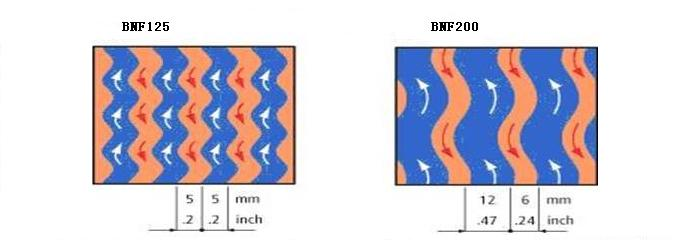 BNF125
BNF200
5 5 mm
.2 .2 inch
12 6 mm
.47 .24 inch